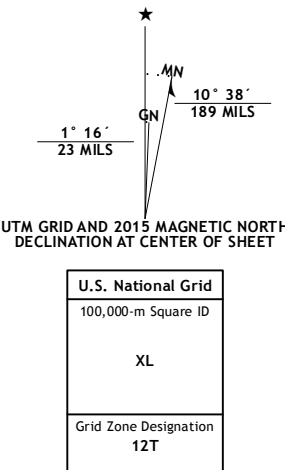 MN
10° 38´
189 MILS
GN
1° 16´
23 MILS
UTM GRID AND 2015 MAGNETIC NORTH
DECLINATION AT CENTER OF SHEET
U.S. National Grid
100,000-m Square ID
XL
Grid Zone Designation
12T